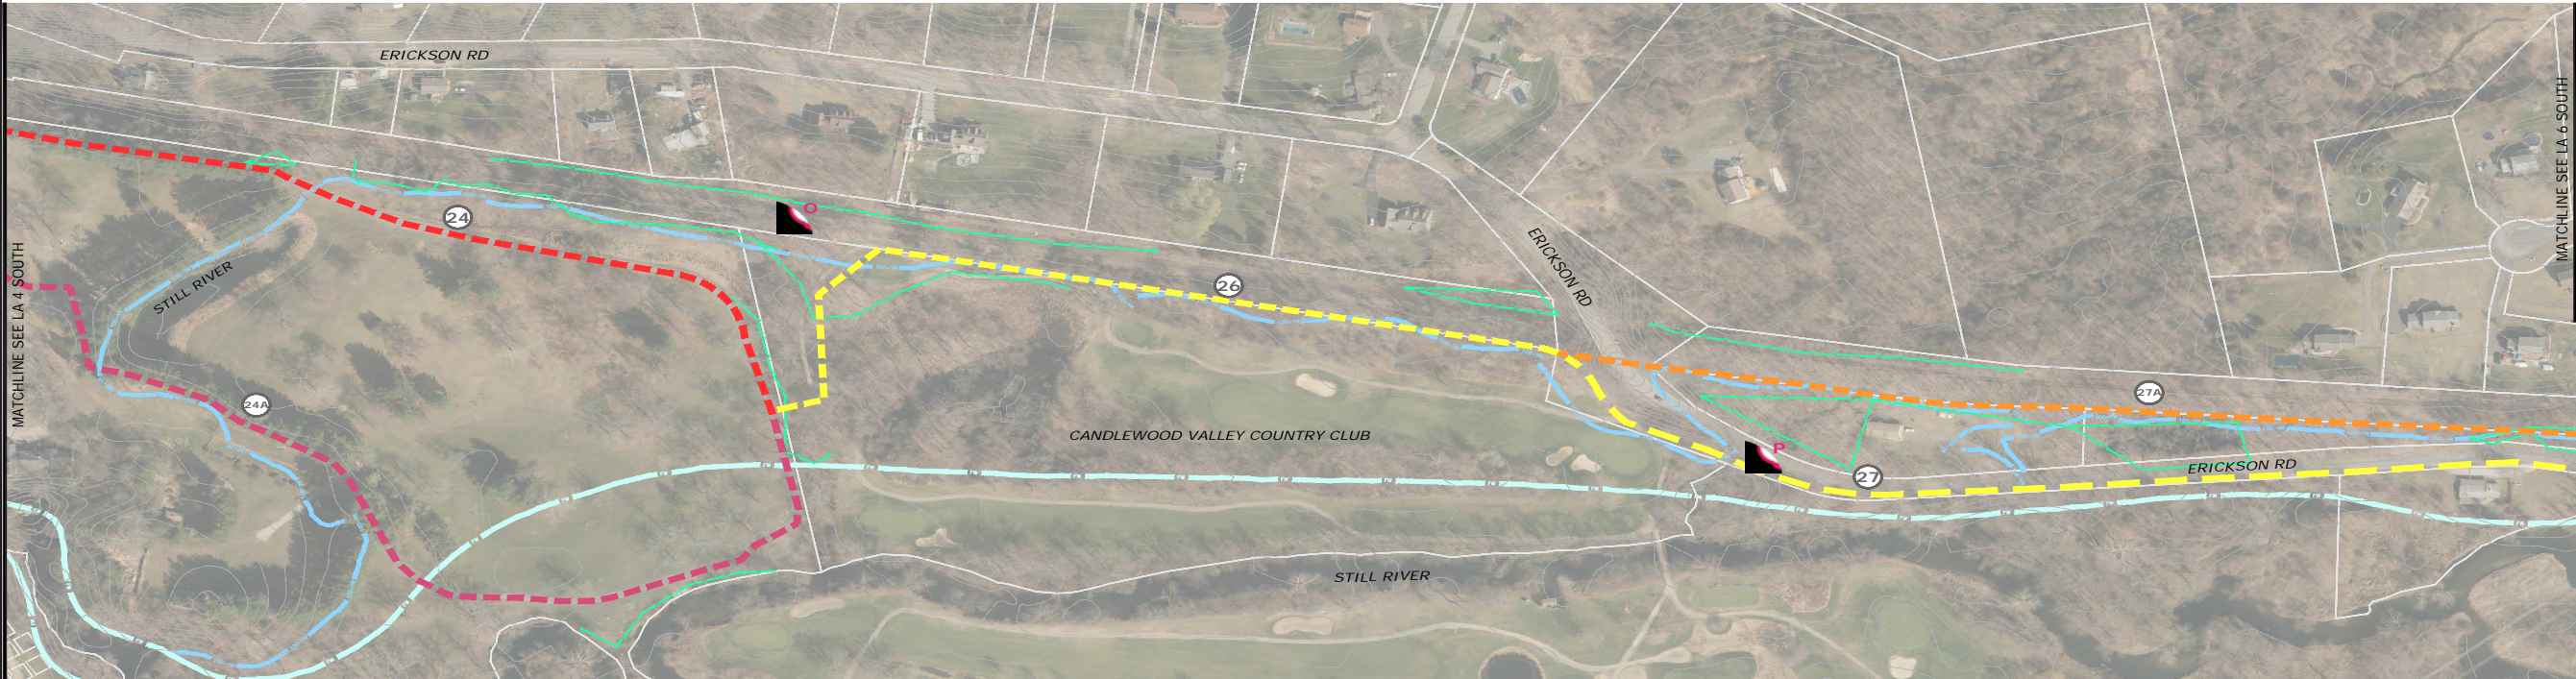 ERICKSON RD
MATCHLINE SEE LA 6 SOUTH
O
24
STILL RIVER
MATCHLINE SEE LA 4 SOUTH
ERICKSON RD
26
24A
27A
CANDLEWOOD VALLEY COUNTRY CLUB
P
ERICKSON RD
27
STILL RIVER